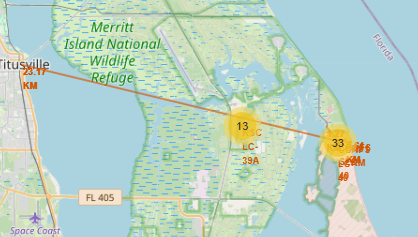 Merritt
Island National
Wildlife
Refuge
Titusville
23.17
KM
Florida
13
33
LC-
39A
FL 405
Space Coast